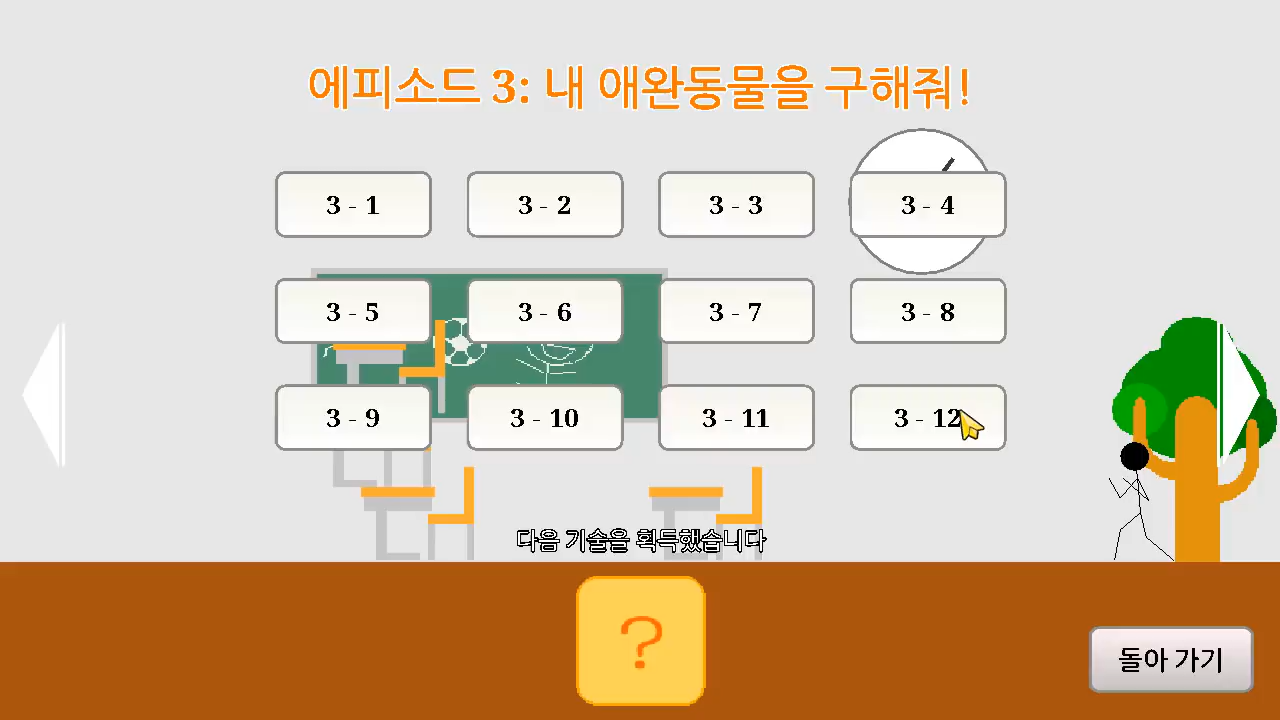 에피소드 3: 내 애완동물을 구해줘!
3 - 1
3 - 2
3 - 3
3 - 4
3 - 5
3 - 6
3 - 7
3 - 8
3 - 9
3 - 10
3 - 11
3 - 12
다음 기술을 획득했습니다
?
돌아 가기